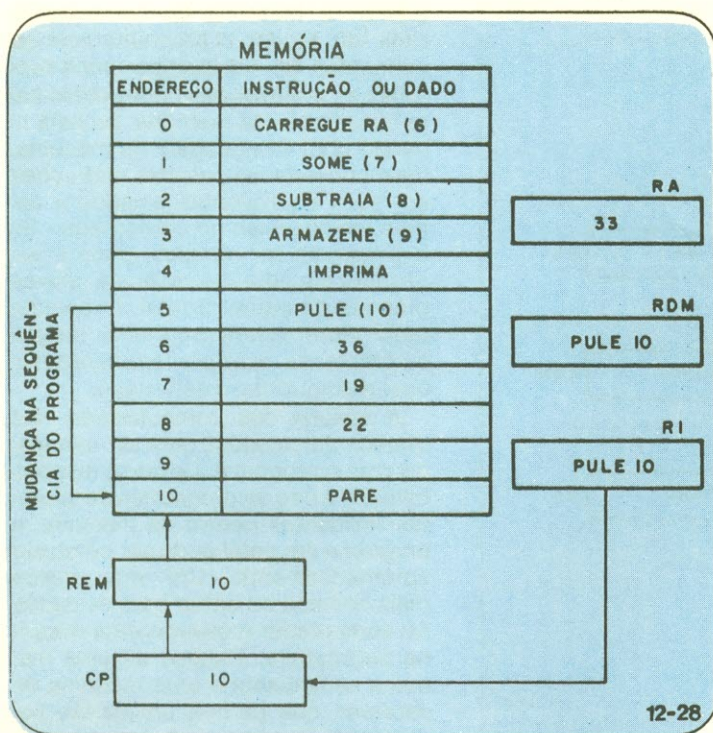 MEMÓRIA
ENDEREÇO INSTRUÇÃO OU DADO
0 CARREGUE RA (6)
1 SOME (7)
2 SUBTRAIA (8)
3 ARMAZENE (9)
4 IMPRIMA
5 PULE (10)
6 36
7 19
8 22
9
10 PARE
MUDANÇA NA SEQUÊN-
CIA DO PROGRAMA
RA
33
RDM
PULE 10
RI
PULE 10
REM 10
CP 10
12-28